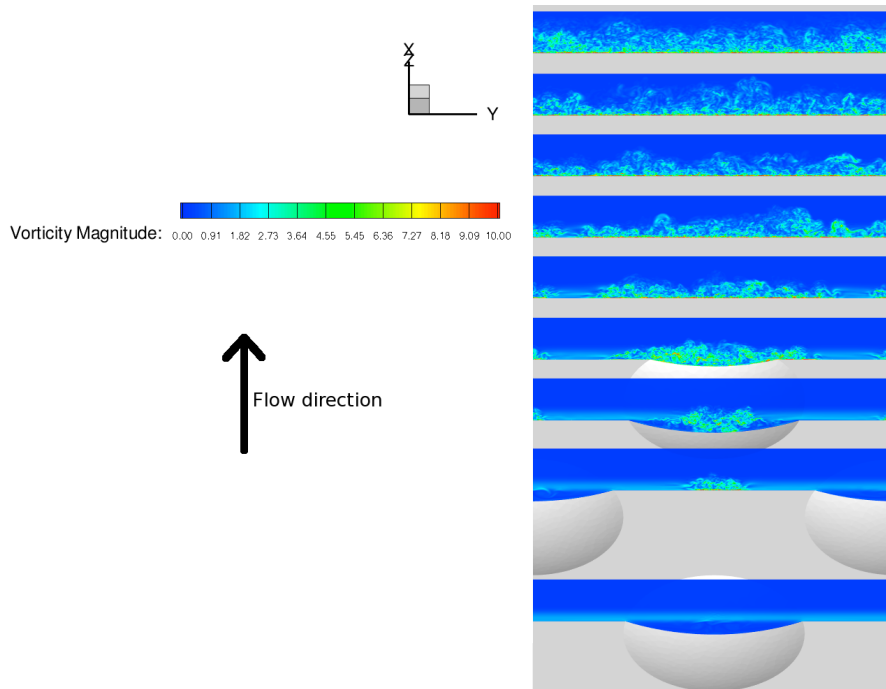 X
Z
Y
Vorticity Magnitude:
0.00 0.91 1.82 2.73 3.64 4.55 5.45 6.36 7.27 8.18 9.09 10.00
Flow direction